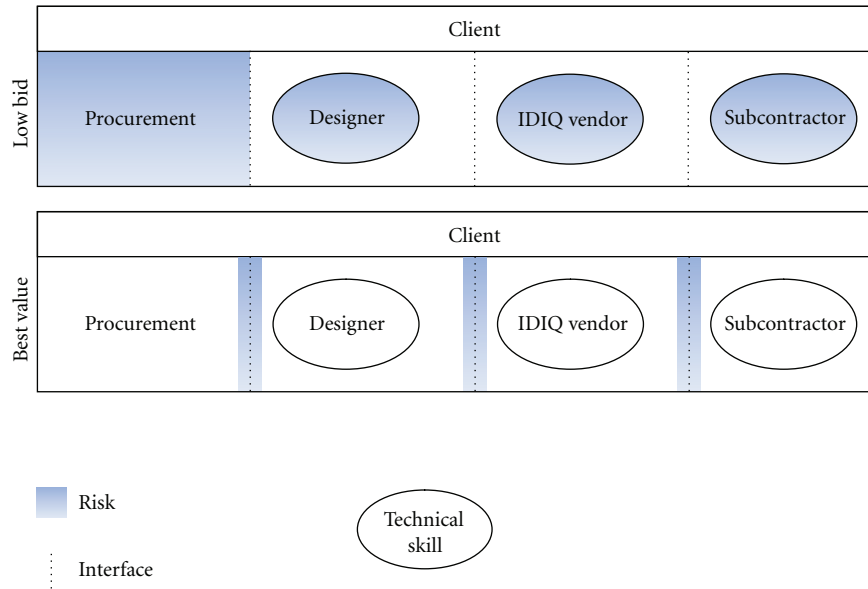 Client
Low bid
Procurement
Designer
IDIQ vendor
Subcontractor
Client
Best value
Procurement
Designer
IDIQ vendor
Subcontractor
Risk
Technical
skill
Interface